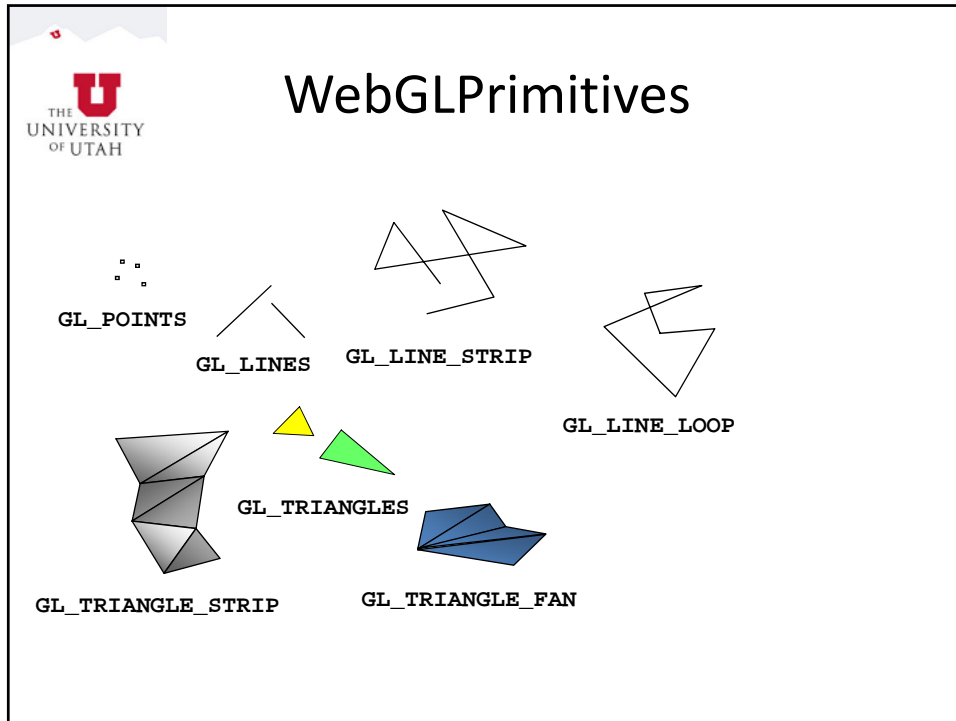 THE
UNIVERSITY
OF UTAH
WebGLPrimitives
GL_POINTS
GL_LINES
GL_LINE_STRIP
GL_LINE_LOOP
GL_TRIANGLES
GL_TRIANGLE_STRIP
GL_TRIANGLE_FAN